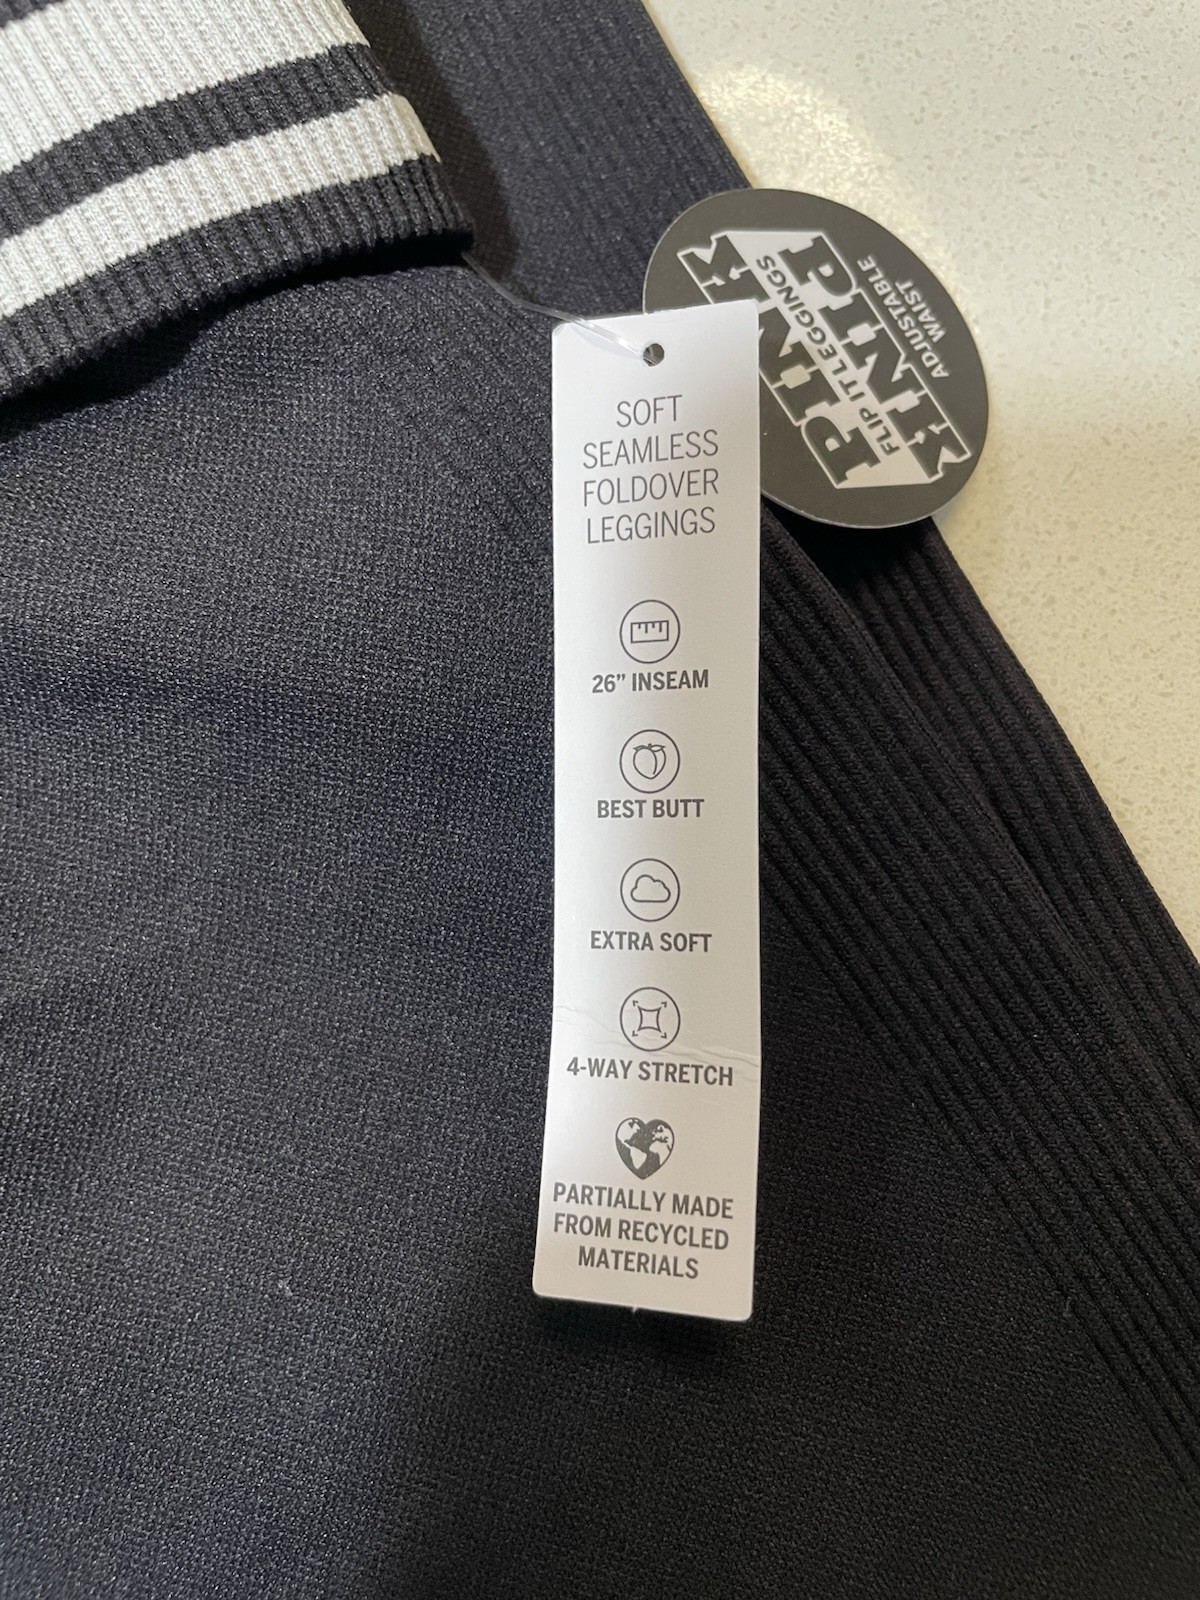 SOFT
SEAMLESS
FOLDOVER
LEGGINGS
26” INSEAM
BEST BUTT
EXTRA SOFT
4-WAY STRETCH
PARTIALLY MADE
FROM RECYCLED
MATERIALS
PINK
FLIP IT LEGGINGS
PINK
ADJUSTABLE
WAIST